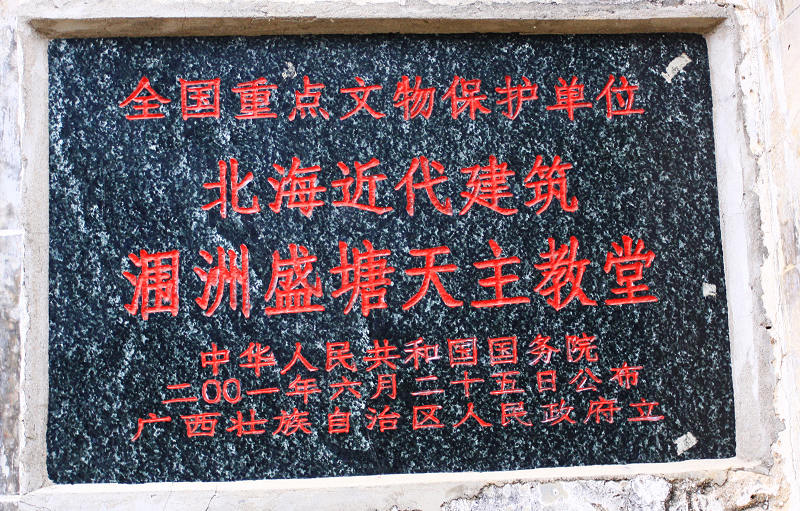 全国重点文物保护单位
北海近代建筑
涠洲盛塘天主教堂
中华人民共和国国务院
二00一年六月二十五日公布
广西壮族自治区人民政府立